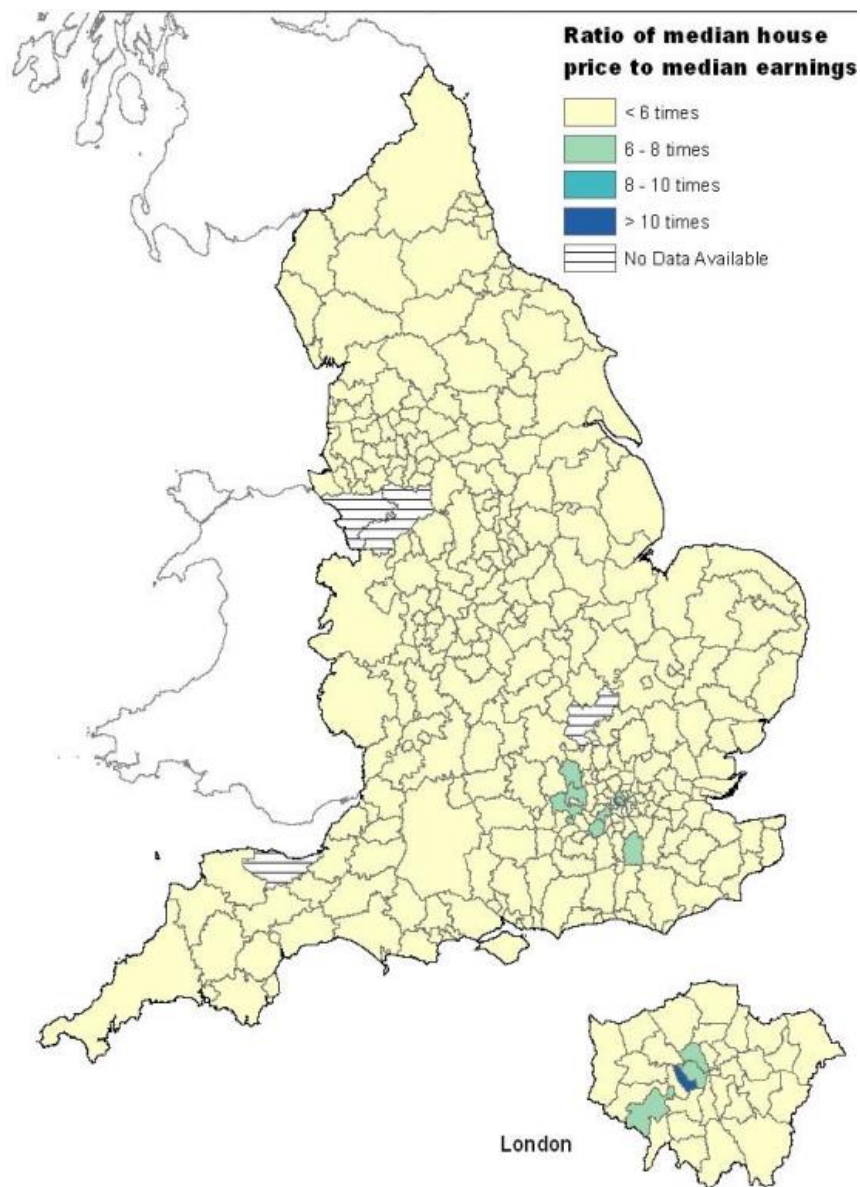 Ratio of median house
price to median earnings
< 6 times
6 - 8 times
8 - 10 times
> 10 times
No Data Available
London